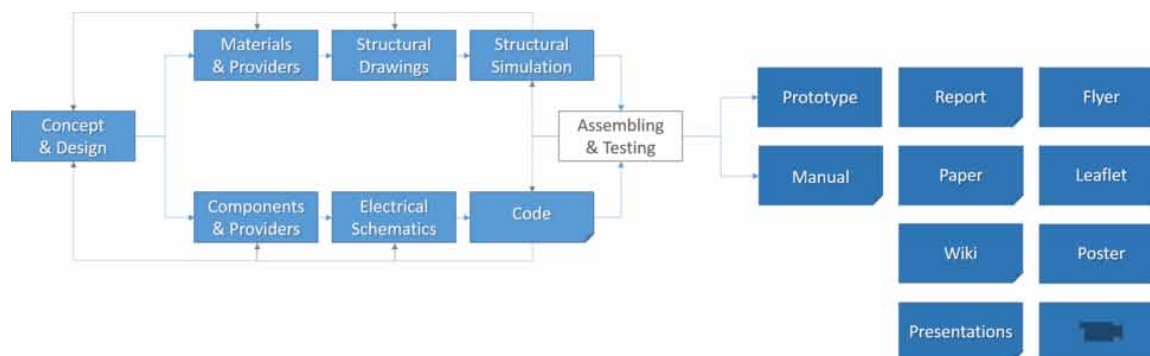 Materials
& Providers
Structural
Drawings
Structural
Simulation
Concept
& Design
Assembling
& Testing
Components
& Providers
Electrical
Schematics
Code
Prototype
Report
Flyer
Manual
Paper
Leaflet
Wiki
Poster
Presentations